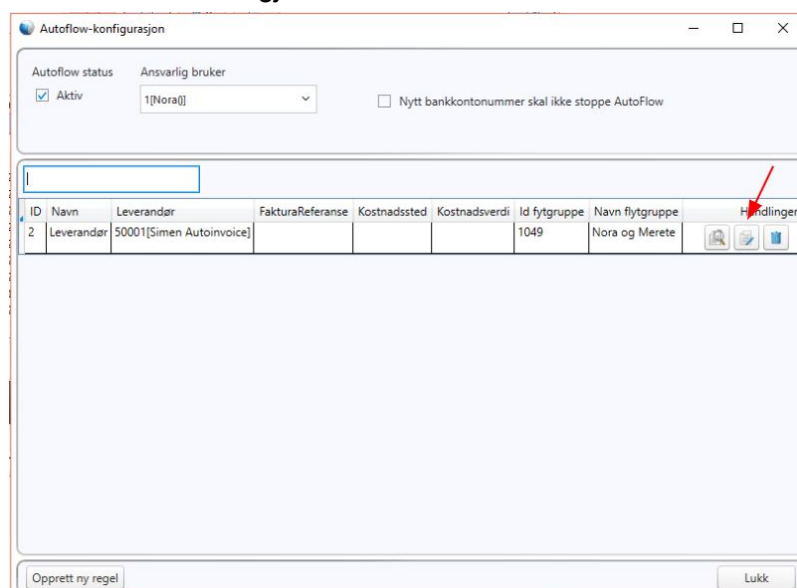 Autoflow-konfigurasjon
Autoflow status Ansvarlig bruker
Aktiv 1[Nora()] Nytt bankkontonummer skal ikke stoppe AutoFlow
ID Navn Leverandør FakturaReferanse Kostnadssted Kostnadsverdi Id fytgruppe Navn flytgruppe Handlinger
2 Leverandør 50001[Simen Autoinvoice] 1049 Nora og Merete
Opprett ny regel Lukk